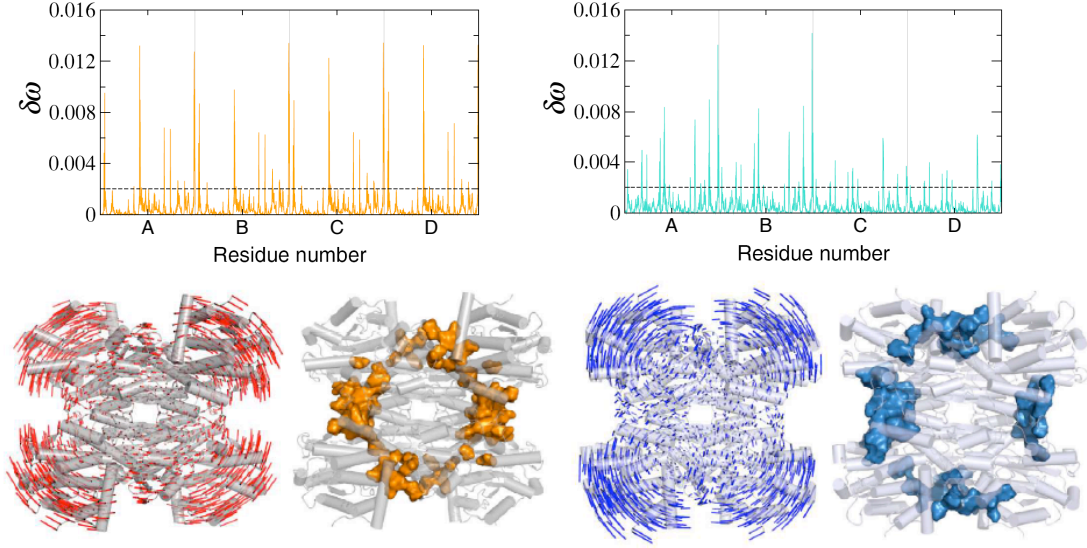 0.016
0.012
0.008
0.004
0
δω
A B C D
Residue number
0.016
0.012
0.008
0.004
0
δω
A B C D
Residue number